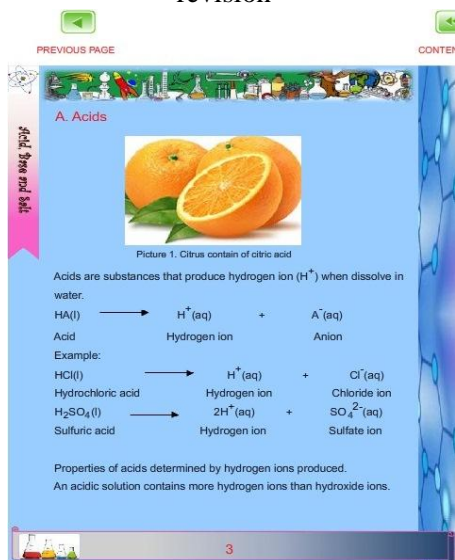 revision
PREVIOUS PAGE
CONTEN
Acid, Base and Salt
A. Acids
Picture 1. Citrus contain of citric acid
Acids are substances that produce hydrogen ion (H⁺) when dissolve in
water.
HA(l) ⟶ H⁺(aq) + A⁻(aq)
Acid Hydrogen ion Anion
Example:
HCl(l) ⟶ H⁺(aq) + Cl⁻(aq)
Hydrochloric acid Hydrogen ion Chloride ion
H₂SO₄(l) ⟶ 2H⁺(aq) + SO₄²⁻(aq)
Sulfuric acid Hydrogen ion Sulfate ion
Properties of acids determined by hydrogen ions produced.
An acidic solution contains more hydrogen ions than hydroxide ions.
3